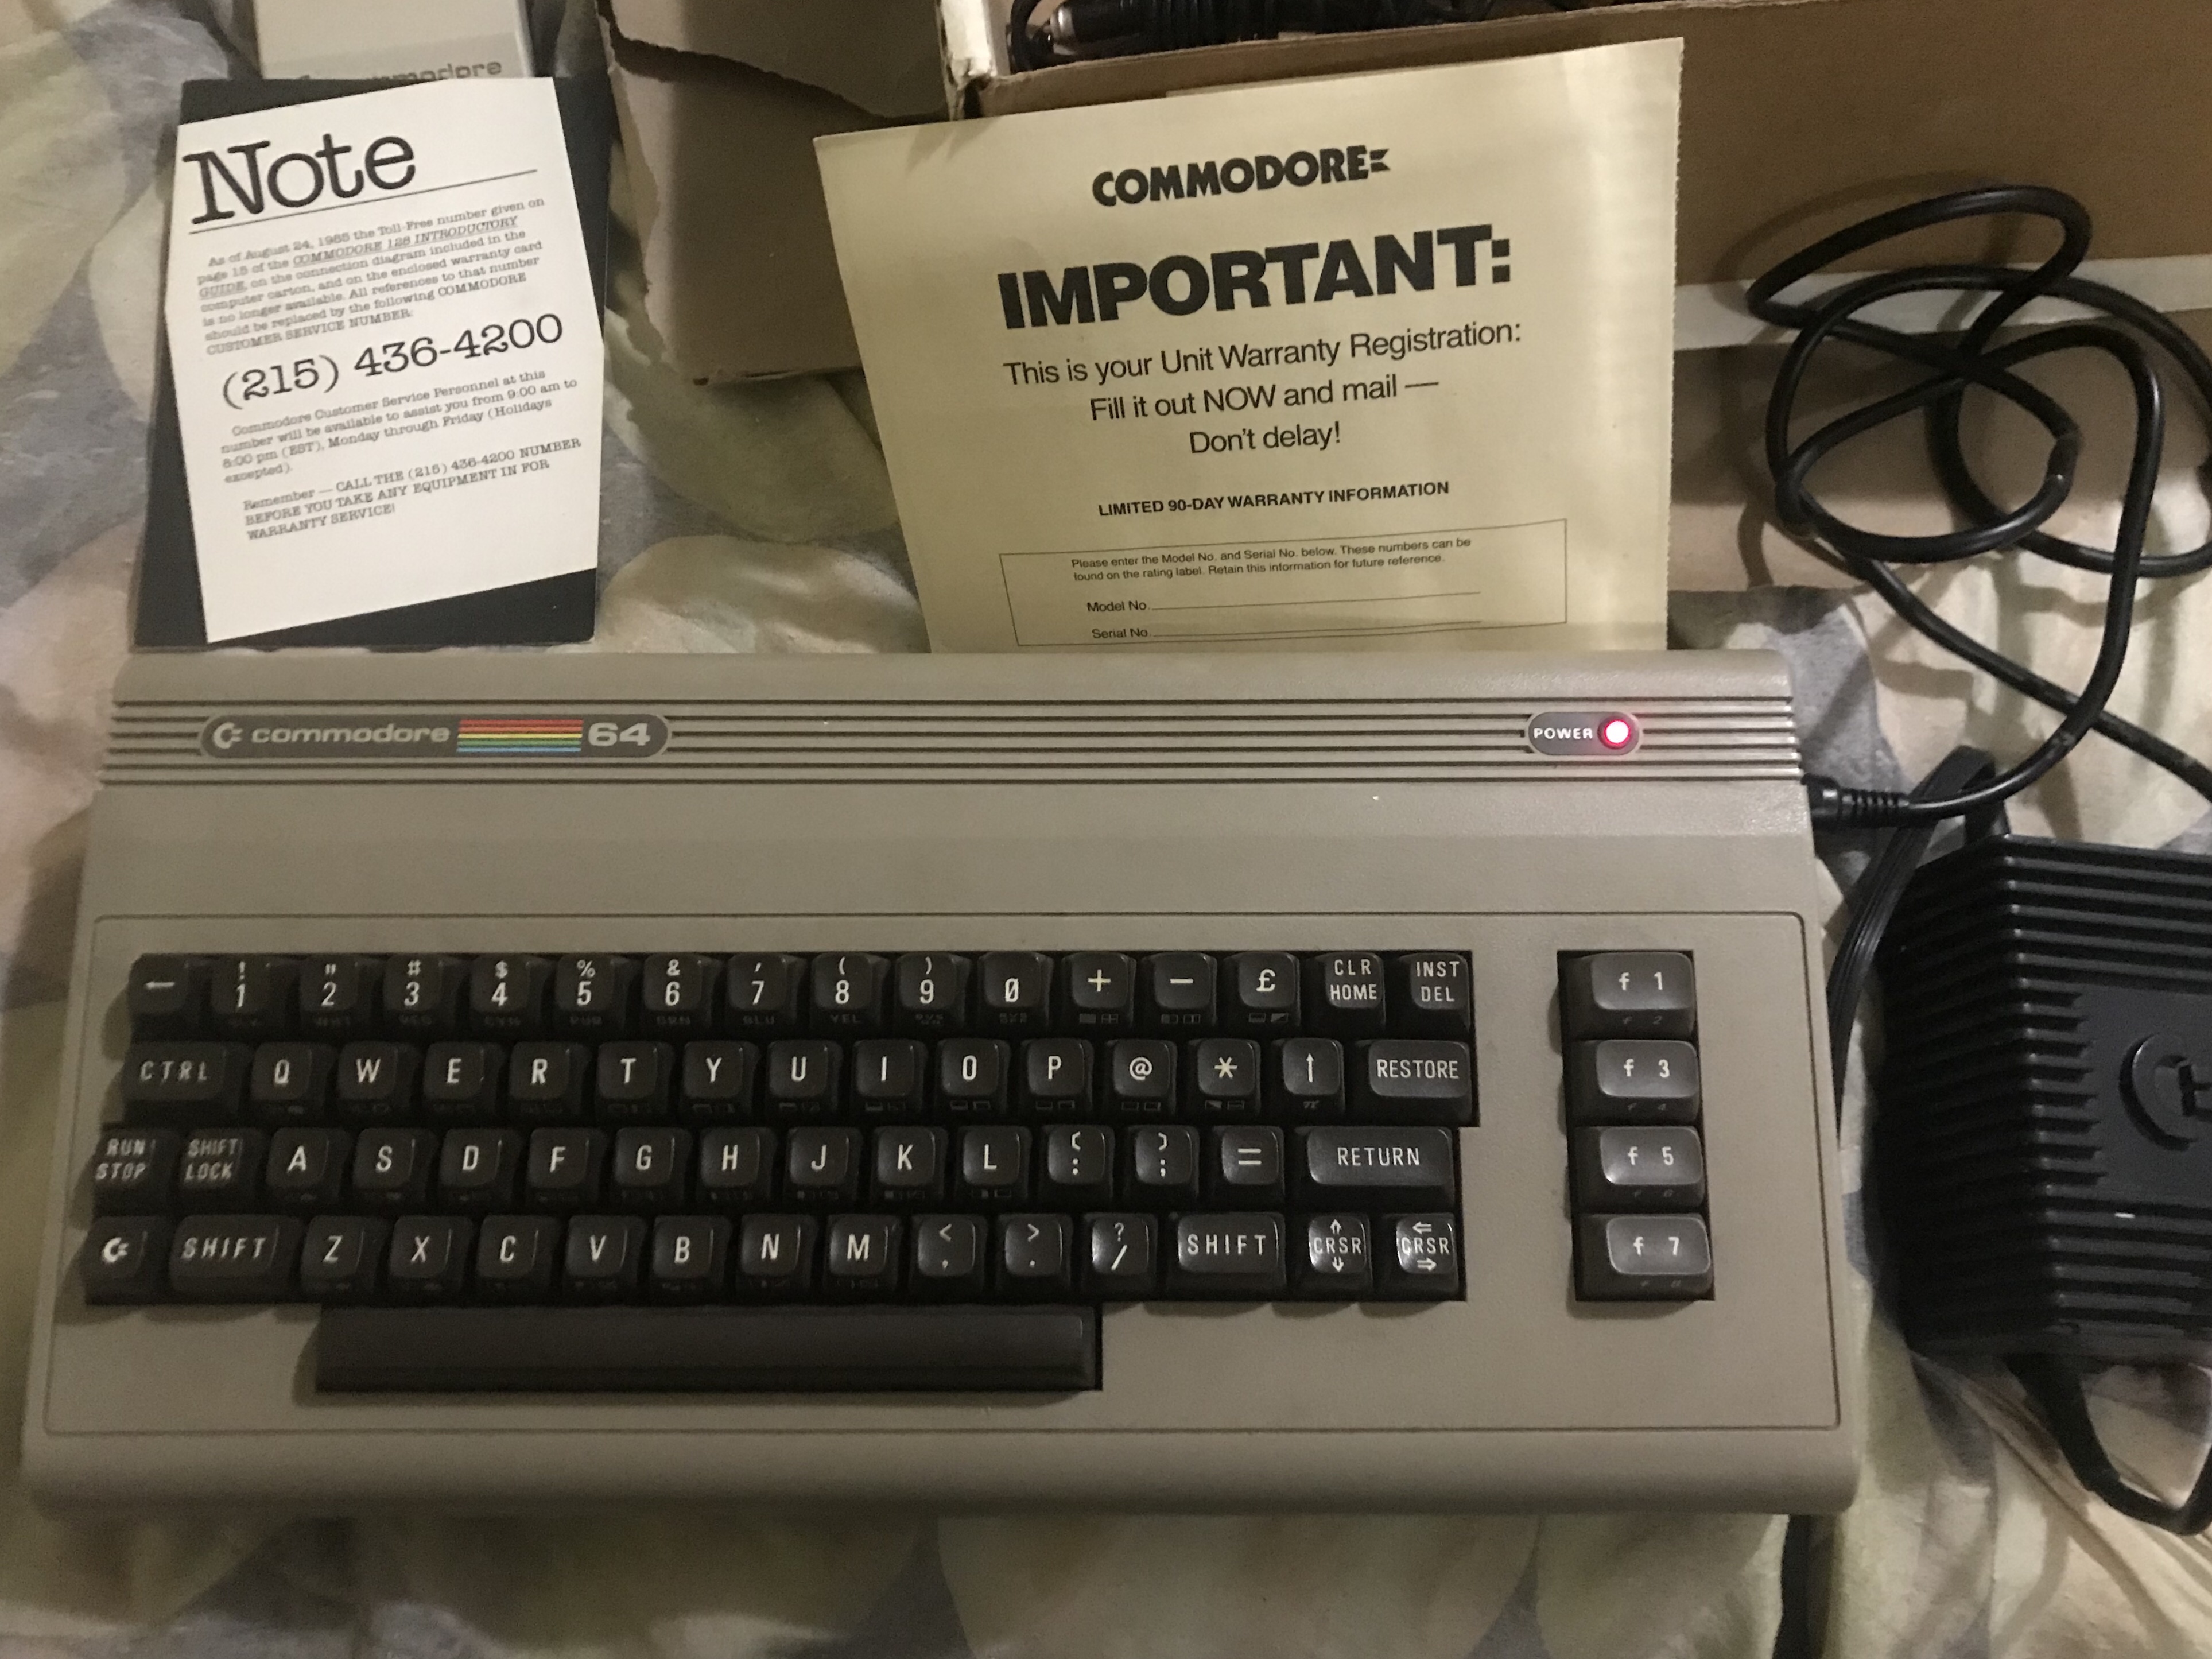 commodore
Note
As of August 24, 1985 the Toll-Free number given on
page 15 of the COMMODORE 128 INTRODUCTORY
GUIDE, on the connection diagram included in the
computer carton, and on the enclosed warranty card
is no longer available. All references to that number
should be replaced by the following COMMODORE
CUSTOMER SERVICE NUMBER:
(215) 436-4200
Commodore Customer Service Personnel at this
number will be available to assist you from 9:00 am to
8:00 pm (EST), Monday through Friday (Holidays
excepted).
Remember — CALL THE (215) 436-4200 NUMBER
BEFORE YOU TAKE ANY EQUIPMENT IN FOR
WARRANTY SERVICE!
COMMODORE
IMPORTANT:
This is your Unit Warranty Registration:
Fill it out NOW and mail —
Don't delay!
LIMITED 90-DAY WARRANTY INFORMATION
Please enter the Model No. and Serial No. below. These numbers can be
found on the rating label. Retain this information for future reference.
Model No.
Serial No.
commodore 64
POWER
← ! 1 " 2 # 3 $ 4 % 5 & 6 ' 7 ( 8 ) 9 0 + − £ CLR HOME INST DEL
YEL
f 1
f 2
CTRL Q W E R T Y U I O P @ * ↑ RESTORE
π
f 3
f 4
RUN STOP SHIFT LOCK A S D F G H J K L [ : ] ; = RETURN
f 5
f 6
SHIFT Z X C V B N M < , > . ? / SHIFT ↑ CRSR ↓ ⇐ CRSR ⇒
f 7
f 8